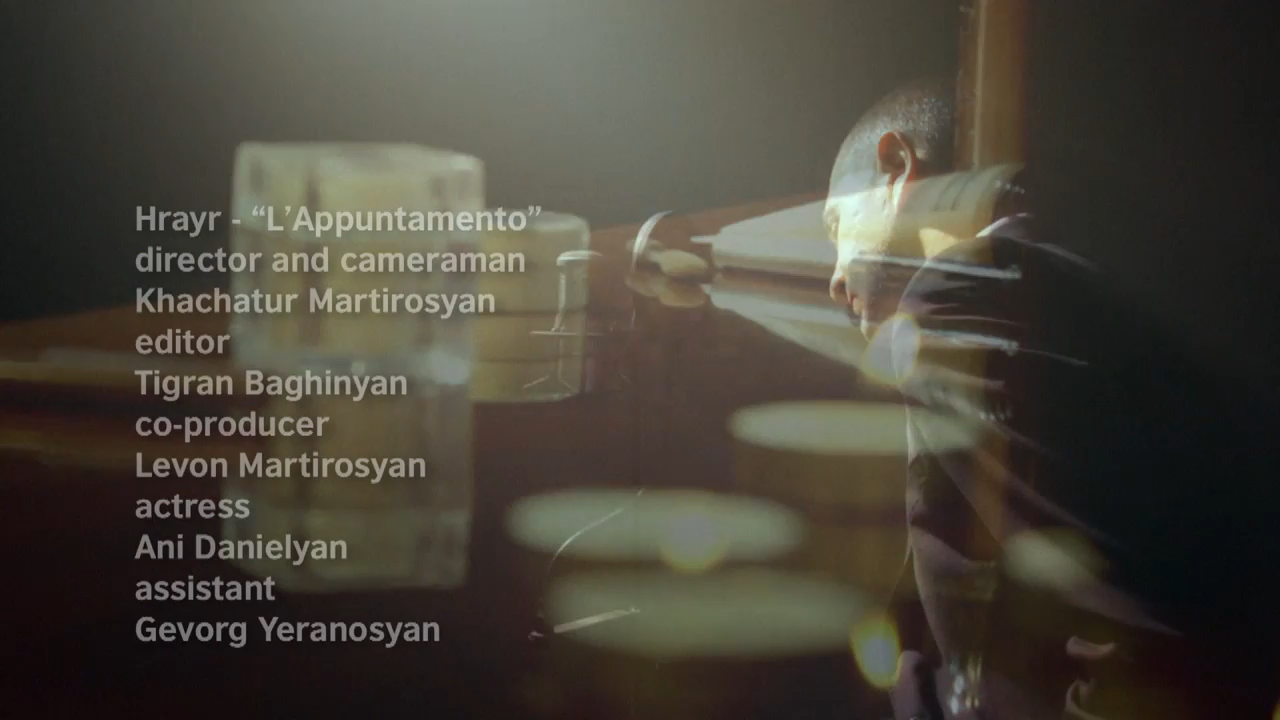 Hrayr - “L’Appuntamento”
director and cameraman
Khachatur Martirosyan
editor
Tigran Baghinyan
co-producer
Levon Martirosyan
actress
Ani Danielyan
assistant
Gevorg Yeranosyan